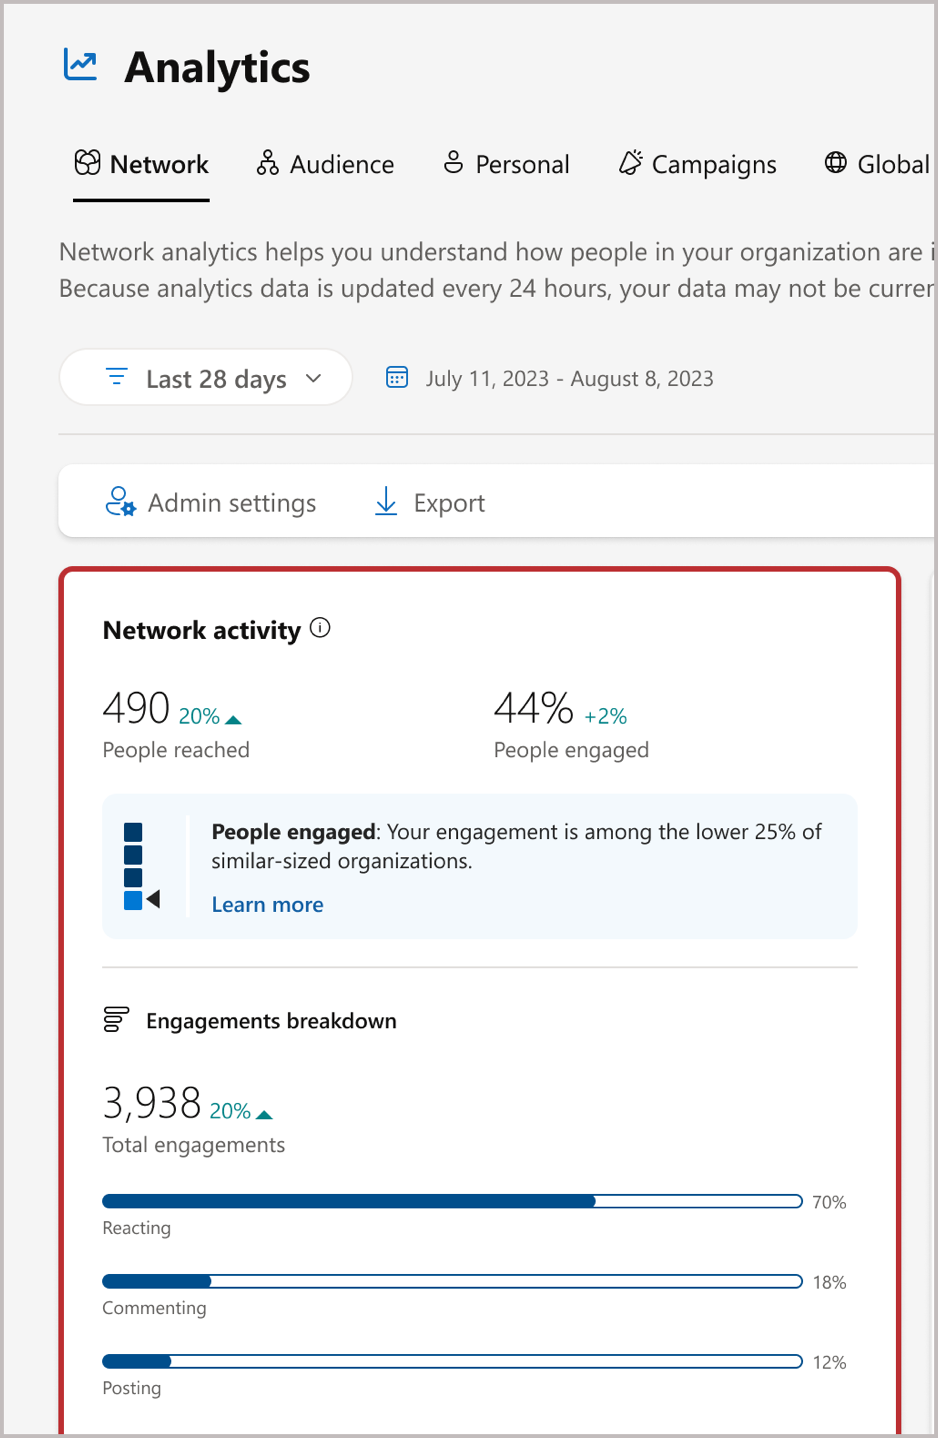 Analytics
Network Audience Personal Campaigns Global
Network analytics helps you understand how people in your organization are
Because analytics data is updated every 24 hours, your data may not be
Last 28 days July 11, 2023 - August 8, 2023
Admin settings Export
Network activity
490 20% 44% +2%
People reached People engaged
People engaged: Your engagement is among the lower 25% of
similar-sized organizations.
Learn more
Engagements breakdown
3,938 20%
Total engagements
70%
Reacting
18%
Commenting
12%
Posting